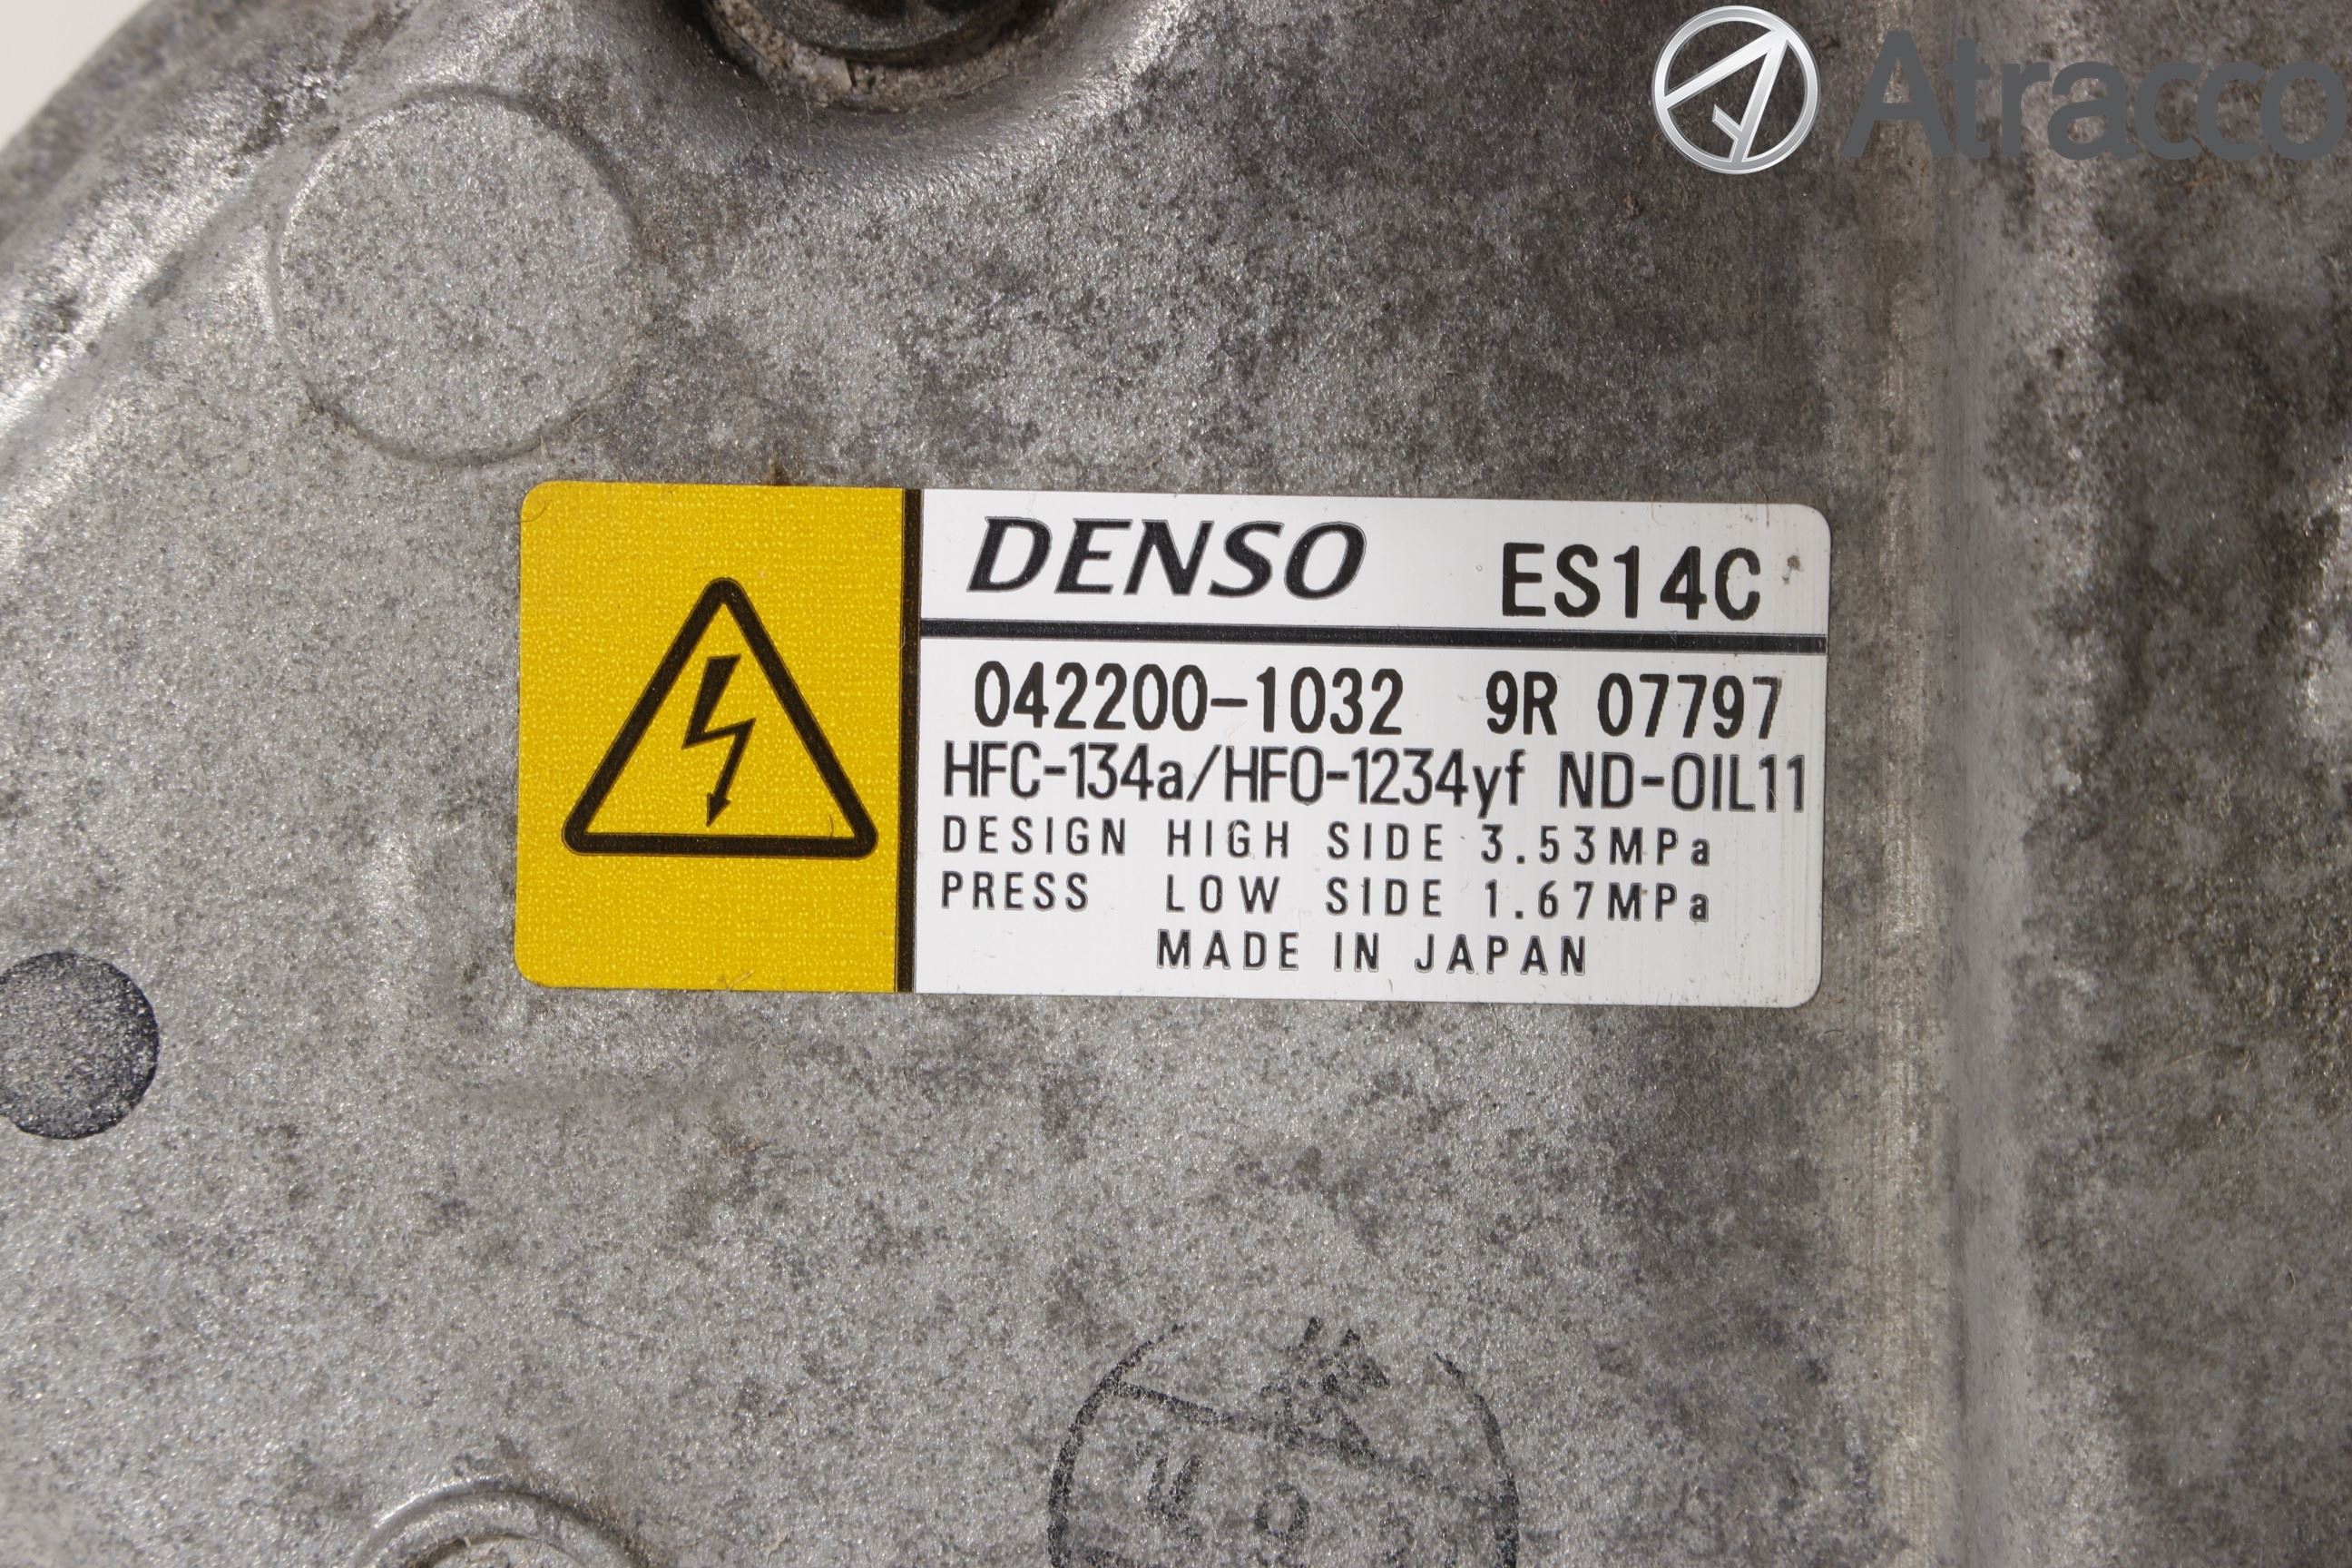 Atracco
DENSO ES14C
042200-1032 9R 07797
HFC-134a/HFO-1234yf ND-OIL11
DESIGN HIGH SIDE 3.53MPa
PRESS LOW SIDE 1.67MPa
MADE IN JAPAN